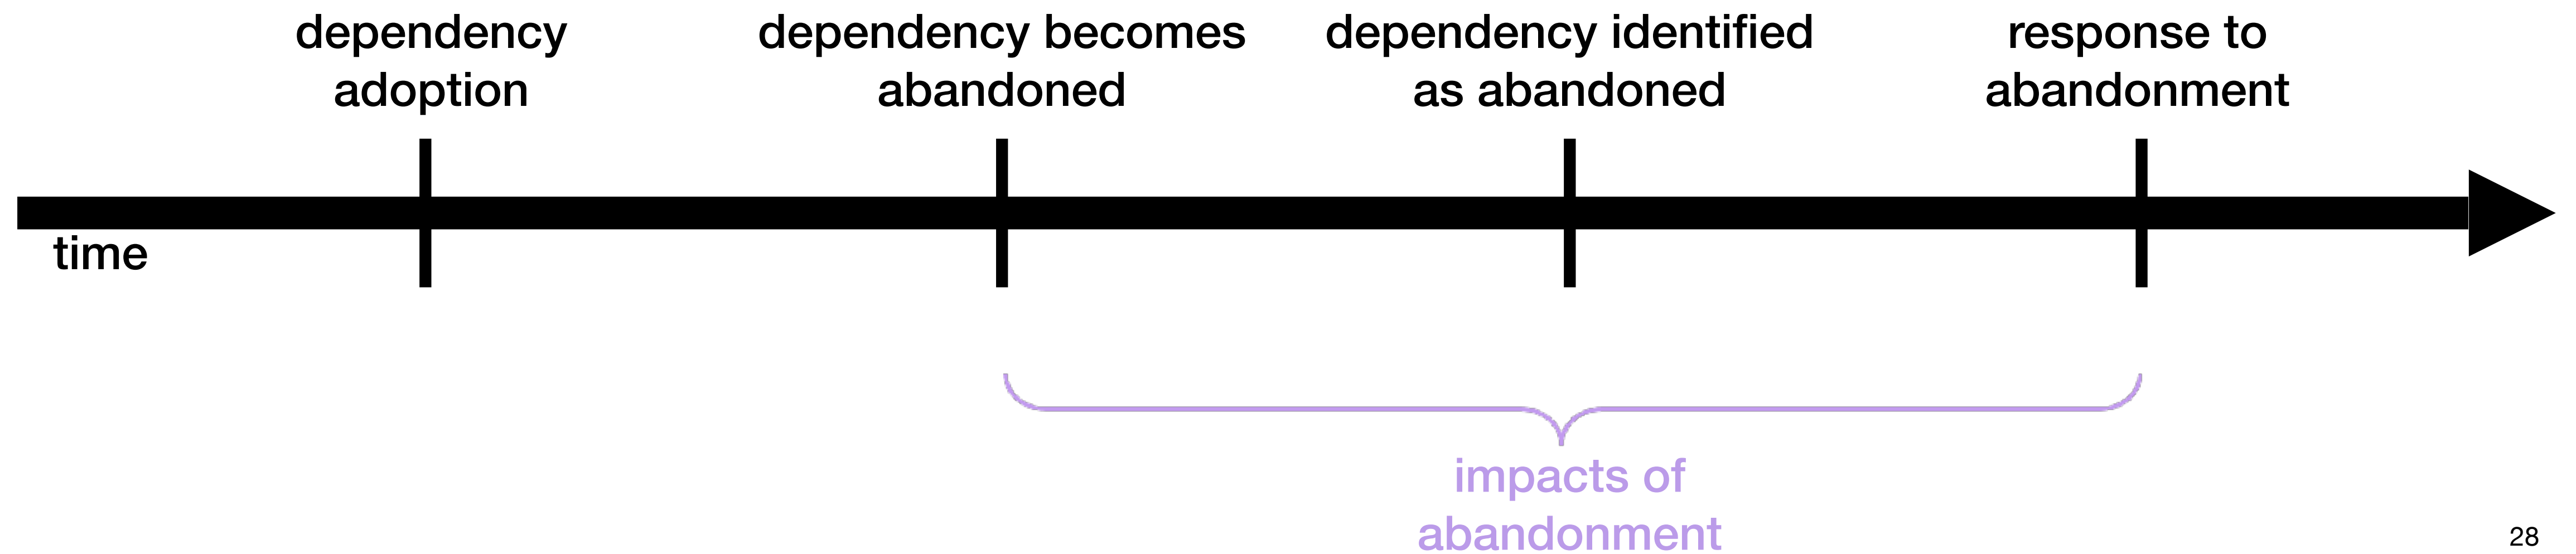 dependency
adoption
dependency becomes
abandoned
dependency identified
as abandoned
response to
abandonment
time
impacts of
abandonment
28